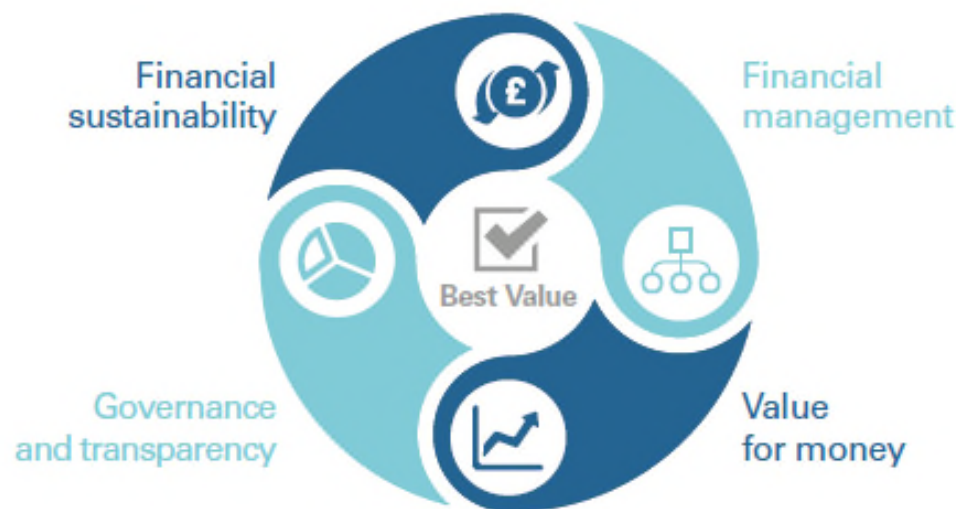 Financial
sustainability
Financial
management
£
Best Value
Governance
and transparency
Value
for money